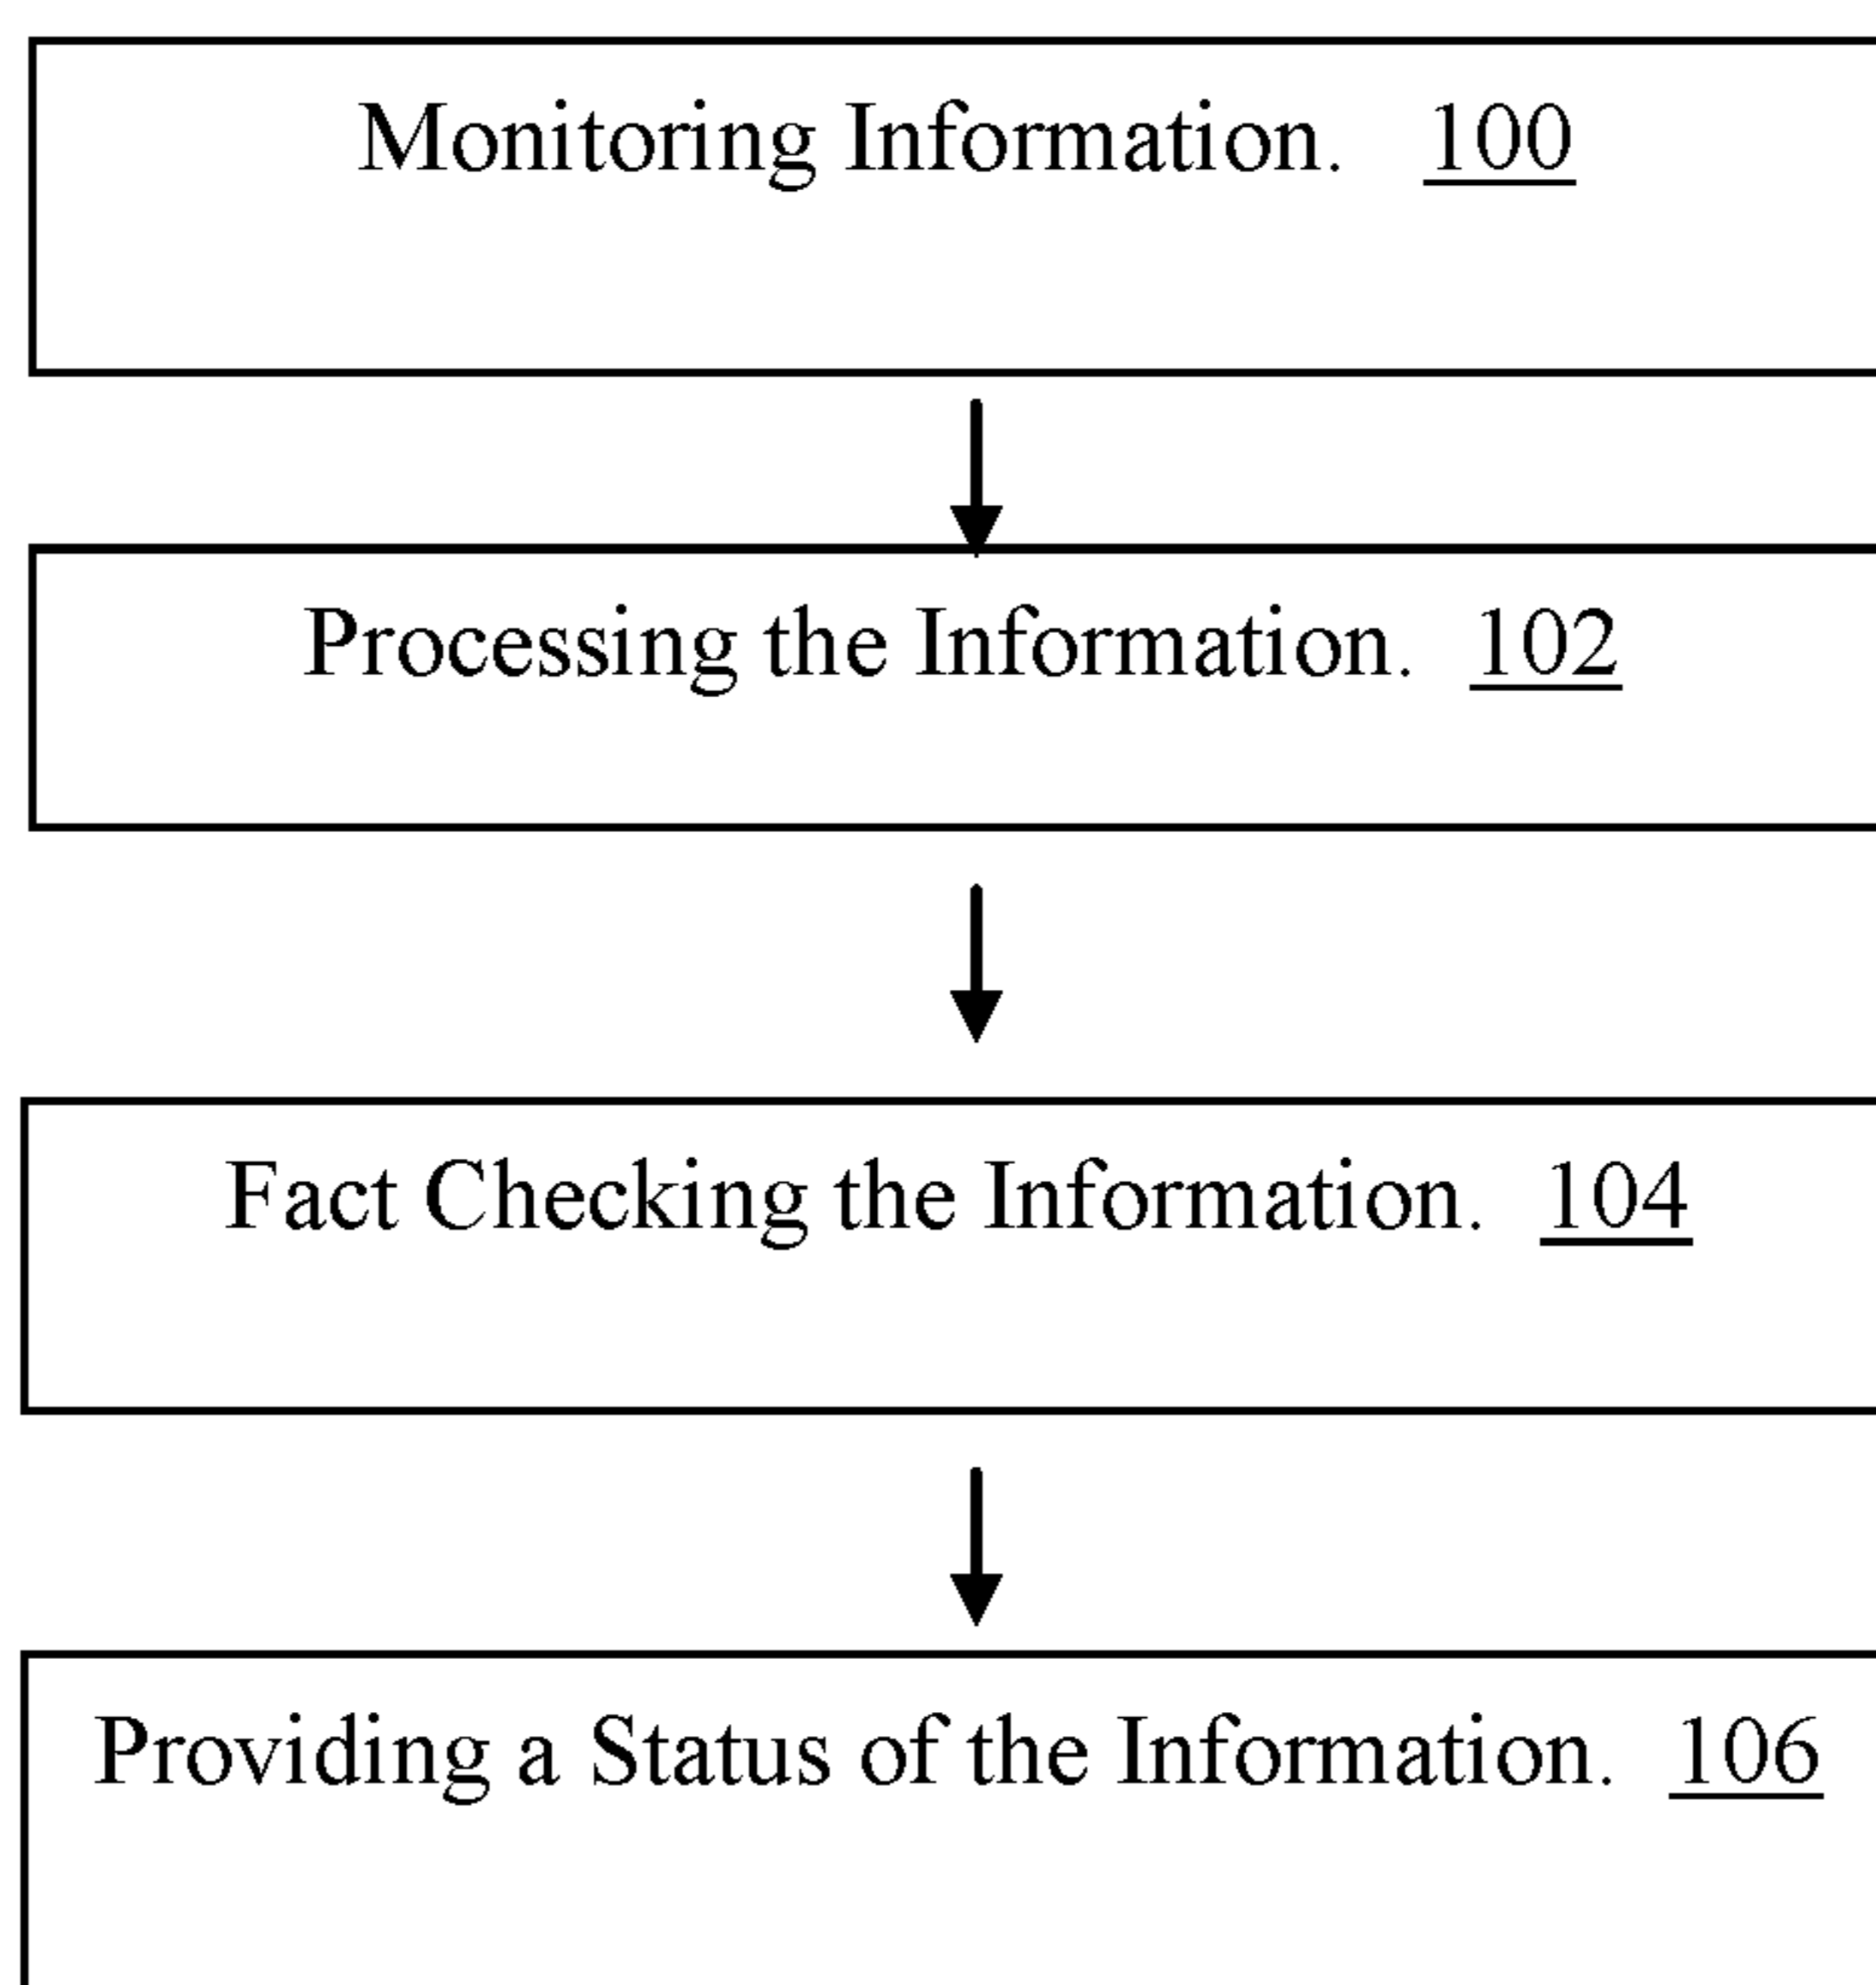 Monitoring Information. 100
Processing the Information. 102
Fact Checking the Information. 104
Providing a Status of the Information. 106